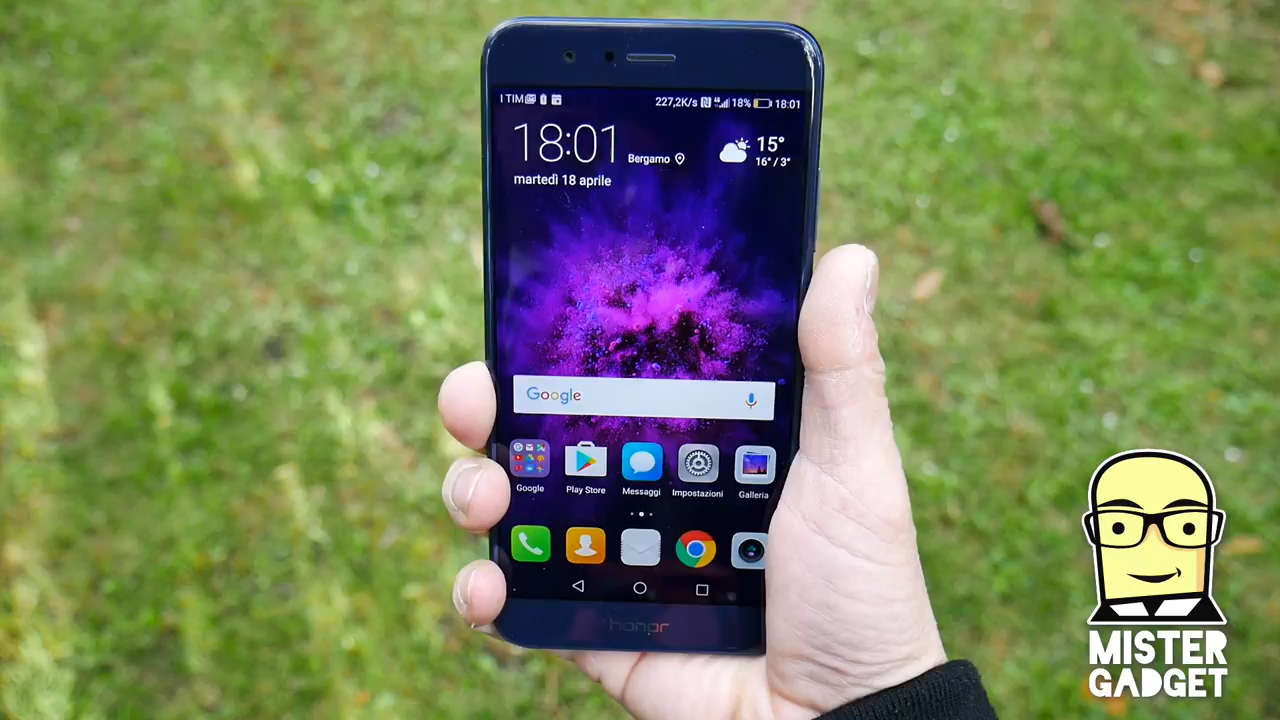 I TIM 227,2K/s 4G 18% 18:01
18:01 Bergamo 15°
16° / 3°
martedì 18 aprile
Google
Google Play Store Messaggi Impostazioni Galleria
honor
MISTER
GADGET